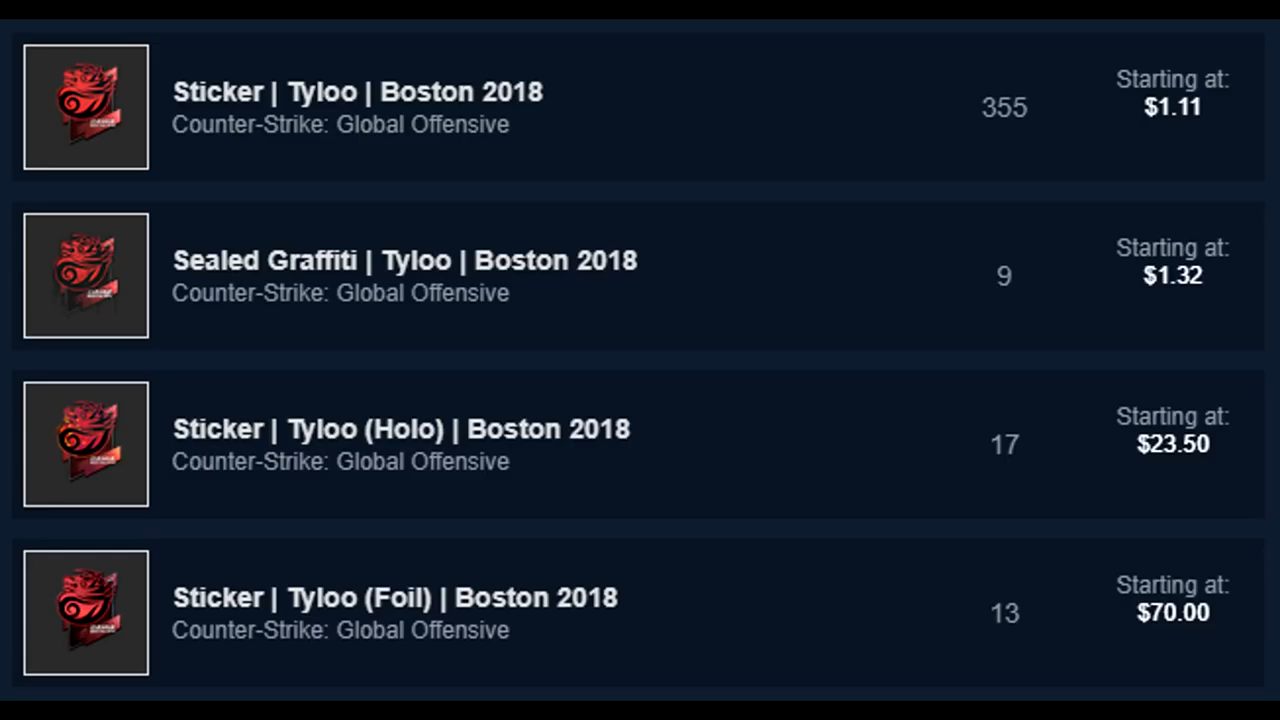 Sticker | Tyloo | Boston 2018
Counter-Strike: Global Offensive
355
Starting at:
$1.11
Sealed Graffiti | Tyloo | Boston 2018
Counter-Strike: Global Offensive
9
Starting at:
$1.32
Sticker | Tyloo (Holo) | Boston 2018
Counter-Strike: Global Offensive
17
Starting at:
$23.50
Sticker | Tyloo (Foil) | Boston 2018
Counter-Strike: Global Offensive
13
Starting at:
$70.00